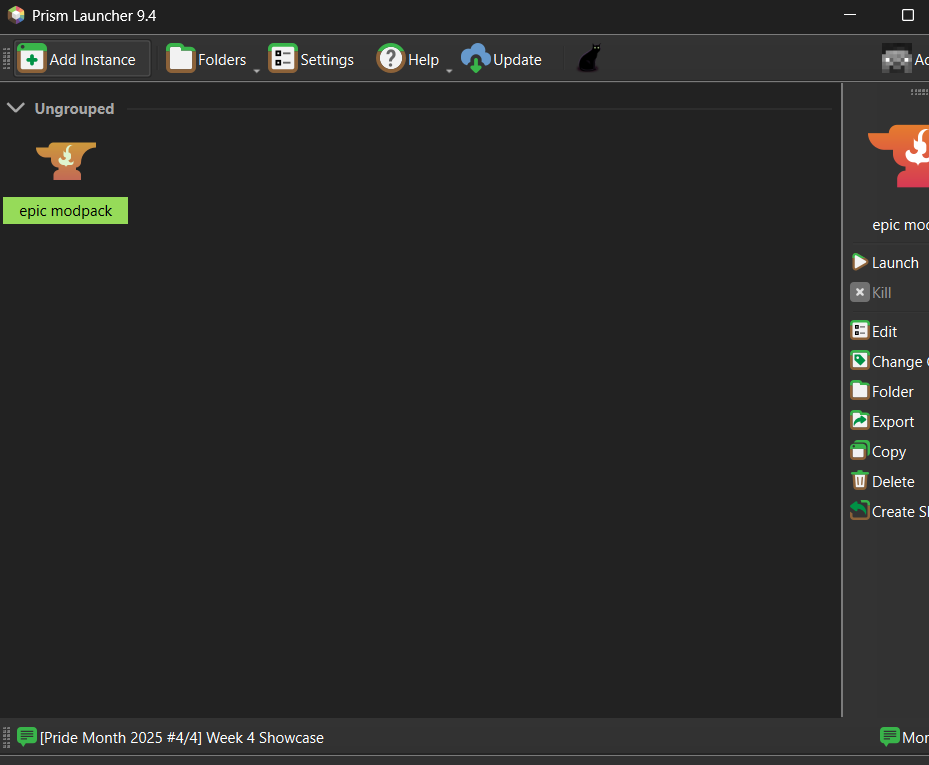 Prism Launcher 9.4
Add Instance Folders Settings Help Update Ac
Ungrouped
epic modpack
epic mod
Launch
Kill
Edit
Change
Folder
Export
Copy
Delete
Create
[Pride Month 2025 #4/4] Week 4 Showcase
Mor